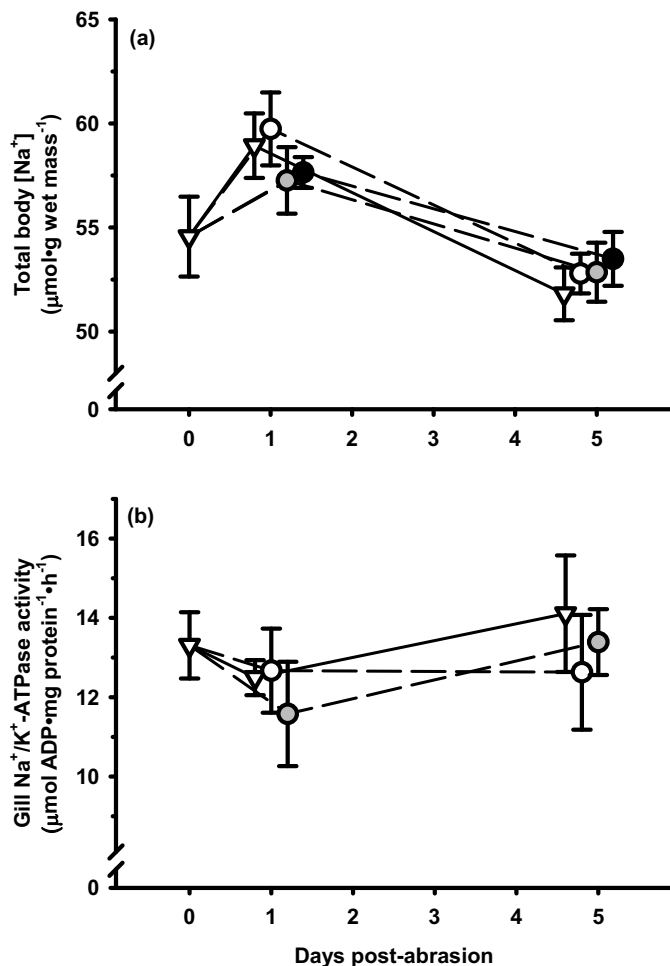 (a)
Total body [Na⁺]
(μmol•g wet mass⁻¹)
65
60
55
50
0
0 1 2 3 4 5
(b)
Gill Na⁺/K⁺-ATPase activity
(μmol ADP•mg protein⁻¹•h⁻¹)
16
14
12
10
0
0 1 2 3 4 5
Days post-abrasion